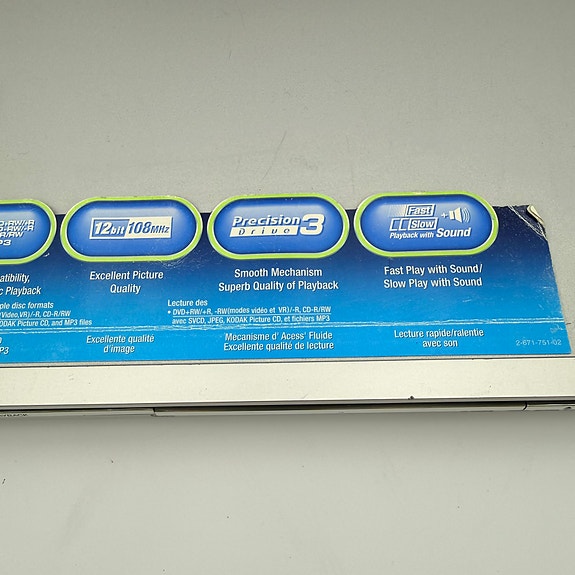 D+RW/+R
D-RW/-R
R/RW
P3
12bit 108MHz
Precision
Drive 3
Fast
Slow
+
Playback with Sound
atibility,
c Playback
Excellent Picture
Quality
Smooth Mechanism
Superb Quality of Playback
Fast Play with Sound/
Slow Play with Sound
ple disc formats
Video,VR)/-R, CD-R/RW
ODAK Picture CD, and MP3 files
Lecture des
• DVD+RW/+R, -RW(modes vidéo et VR)/-R, CD-R/RW
avec SVCD, JPEG, KODAK Picture CD, et fichiers MP3
D
P3
Excellente qualité
d'image
Mécanisme d' Acess' Fluide
Excellente qualité de lecture
Lecture rapide/ralentie
avec son
2-671-751-02